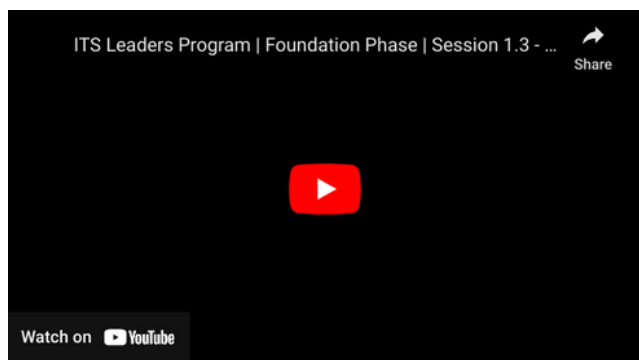 ITS Leaders Program | Foundation Phase | Session 1.3 - ...
Share
Watch on YouTube